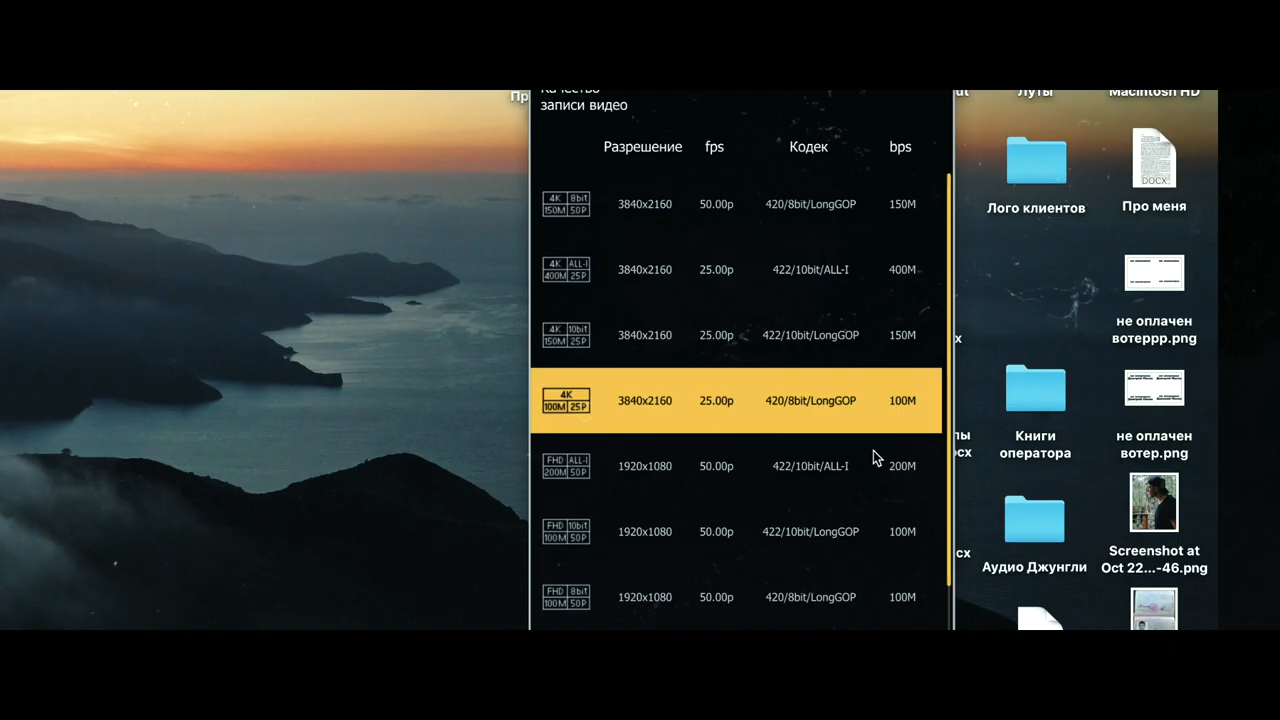 Пр
Качество
записи видео
Разрешение fps Кодек bps
4K 8bit 150M 50P 3840x2160 50.00p 420/8bit/LongGOP 150M
4K ALL-I 400M 25P 3840x2160 25.00p 422/10bit/ALL-I 400M
4K 10bit 150M 25P 3840x2160 25.00p 422/10bit/LongGOP 150M
4K 100M 25P 3840x2160 25.00p 420/8bit/LongGOP 100M
FHD ALL-I 200M 50P 1920x1080 50.00p 422/10bit/ALL-I 200M
FHD 10bit 100M 50P 1920x1080 50.00p 422/10bit/LongGOP 100M
FHD 8bit 100M 50P 1920x1080 50.00p 420/8bit/LongGOP 100M
Луты
Macintosh HD
Лого клиентов
DOCX
Про меня
не оплачен
вотеррр.png
Книги
оператора
не оплачен
вотер.png
Аудио Джунгли
Screenshot at
Oct 22...-46.png